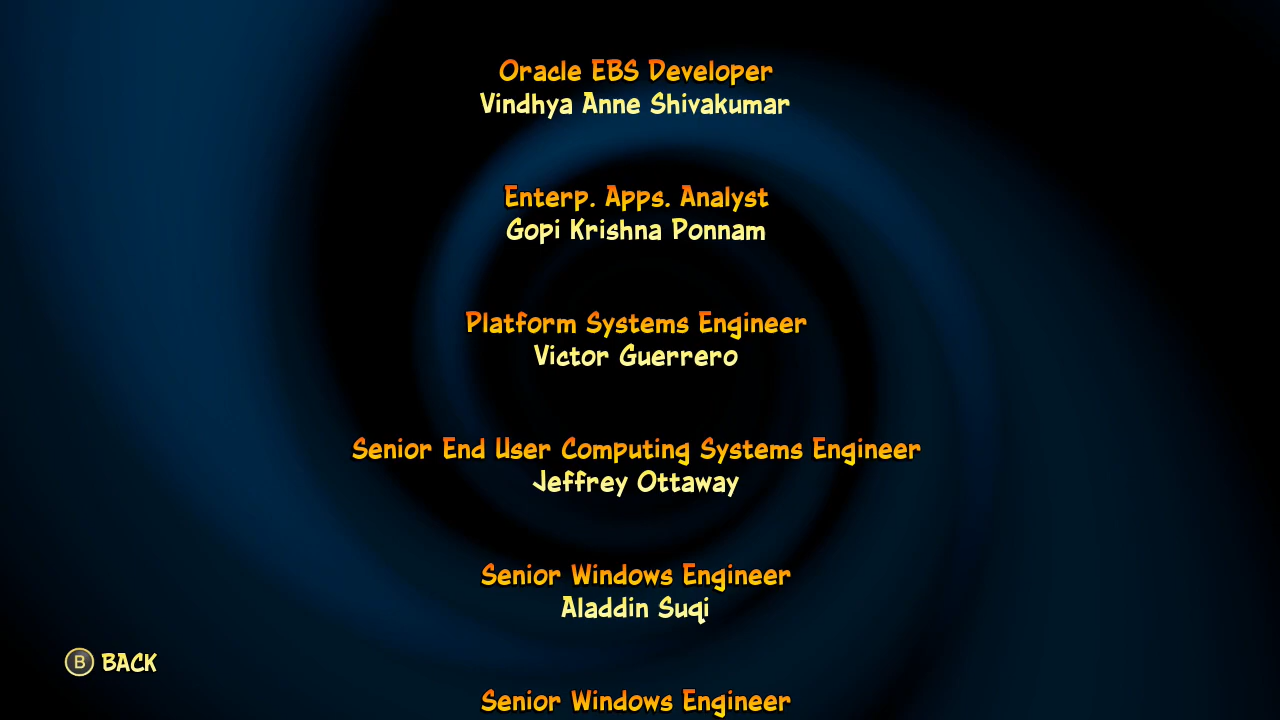 Oracle EBS Developer
Vindhya Anne Shivakumar
Enterp. Apps. Analyst
Gopi Krishna Ponnam
Platform Systems Engineer
Victor Guerrero
Senior End User Computing Systems Engineer
Jeffrey Ottaway
Senior Windows Engineer
Aladdin Suqi
B BACK
Senior Windows Engineer